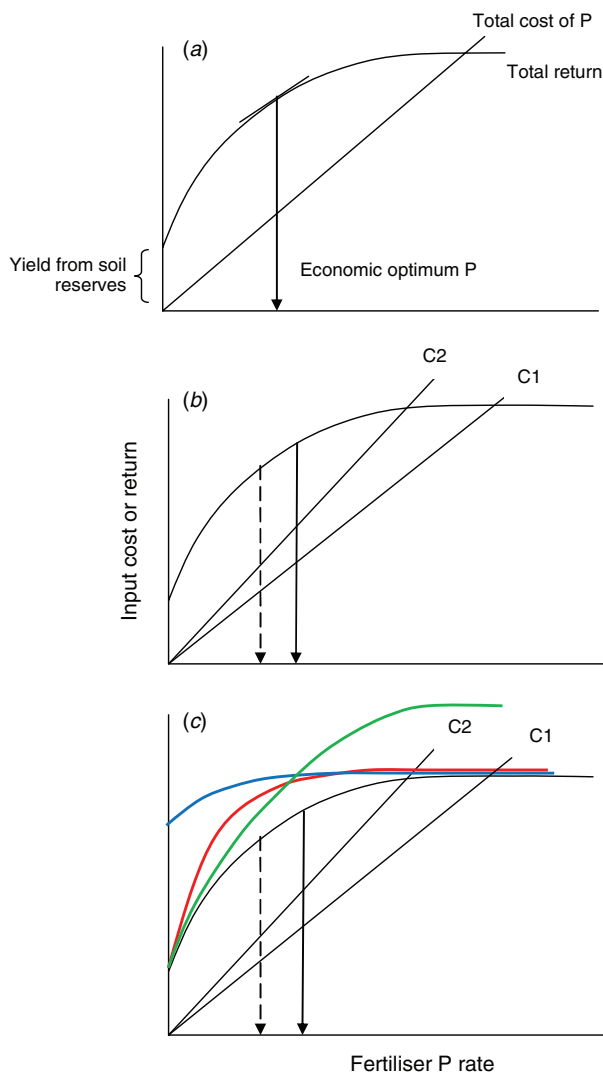 Total cost of P
(a)
Total return
Yield from soil
reserves
Economic optimum P
C2
(b)
C1
Input cost or return
(c)
C2
C1
Fertiliser P rate